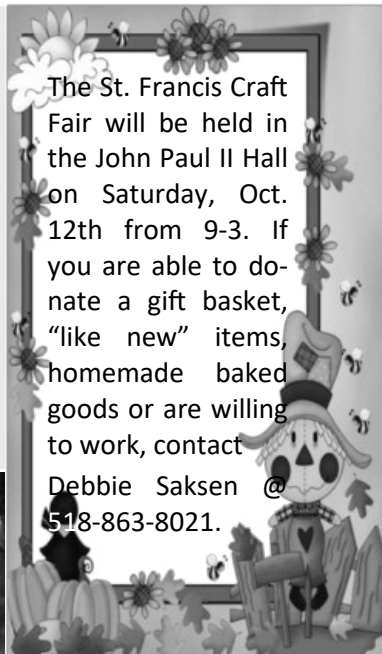 The St. Francis Craft
Fair will be held in
the John Paul II Hall
on Saturday, Oct.
12th from 9-3. If
you are able to do-
nate a gift basket,
“like new” items,
homemade baked
goods or are willing
to work, contact
Debbie Saksen @
518-863-8021.